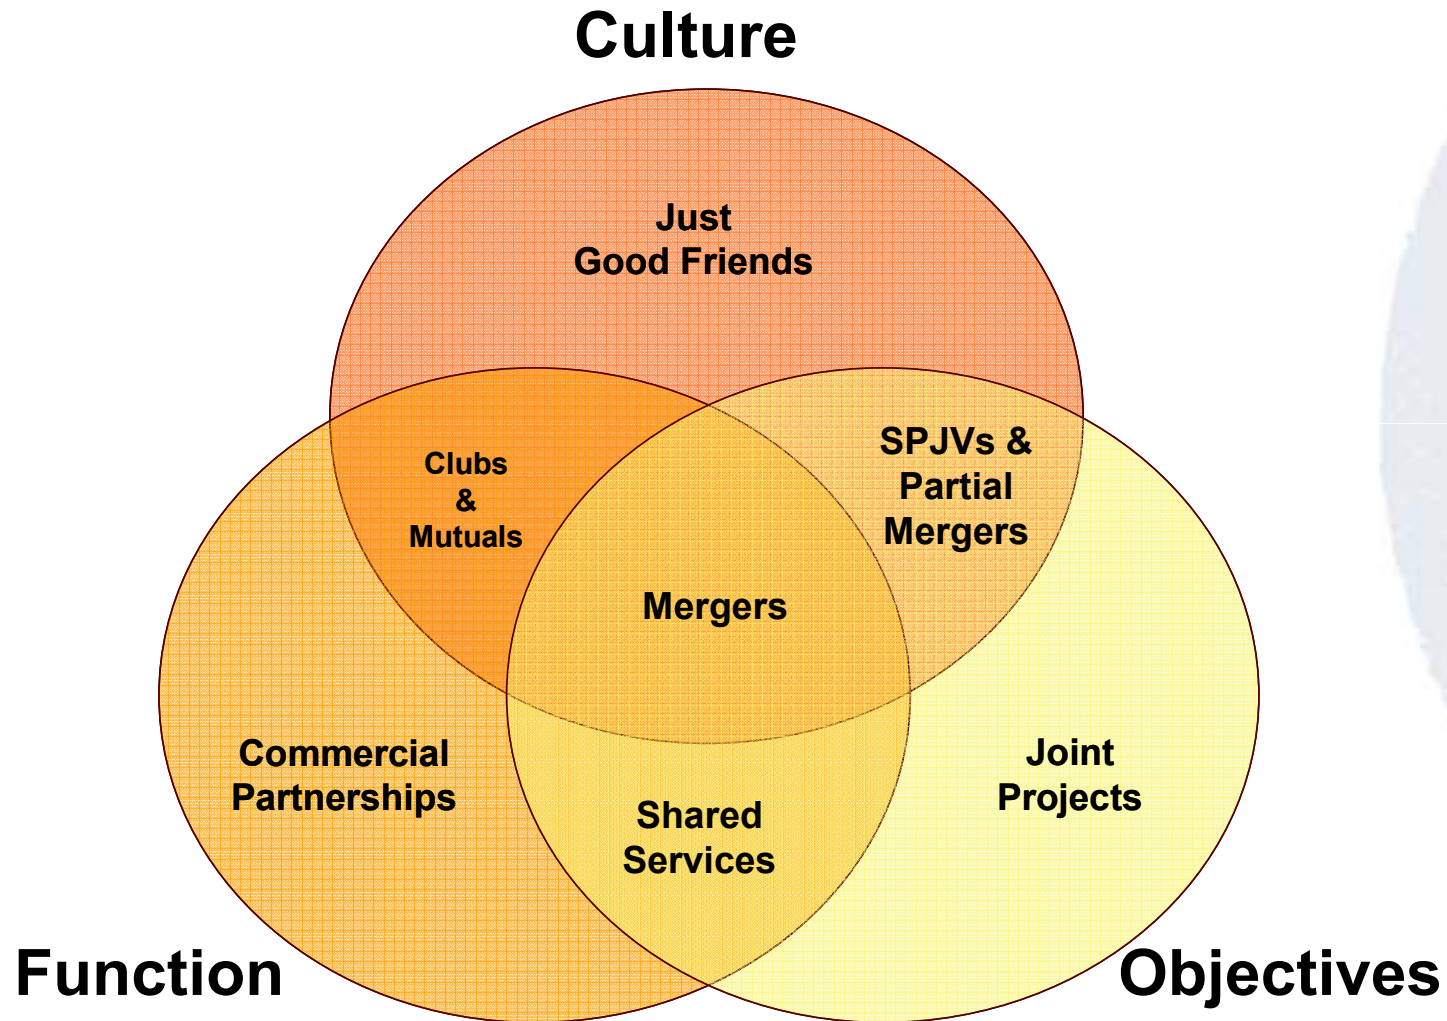 Culture
Just
Good Friends
Clubs
&
Mutuals
SPJVs &
Partial
Mergers
Mergers
Commercial
Partnerships
Shared
Services
Joint
Projects
Function
Objectives